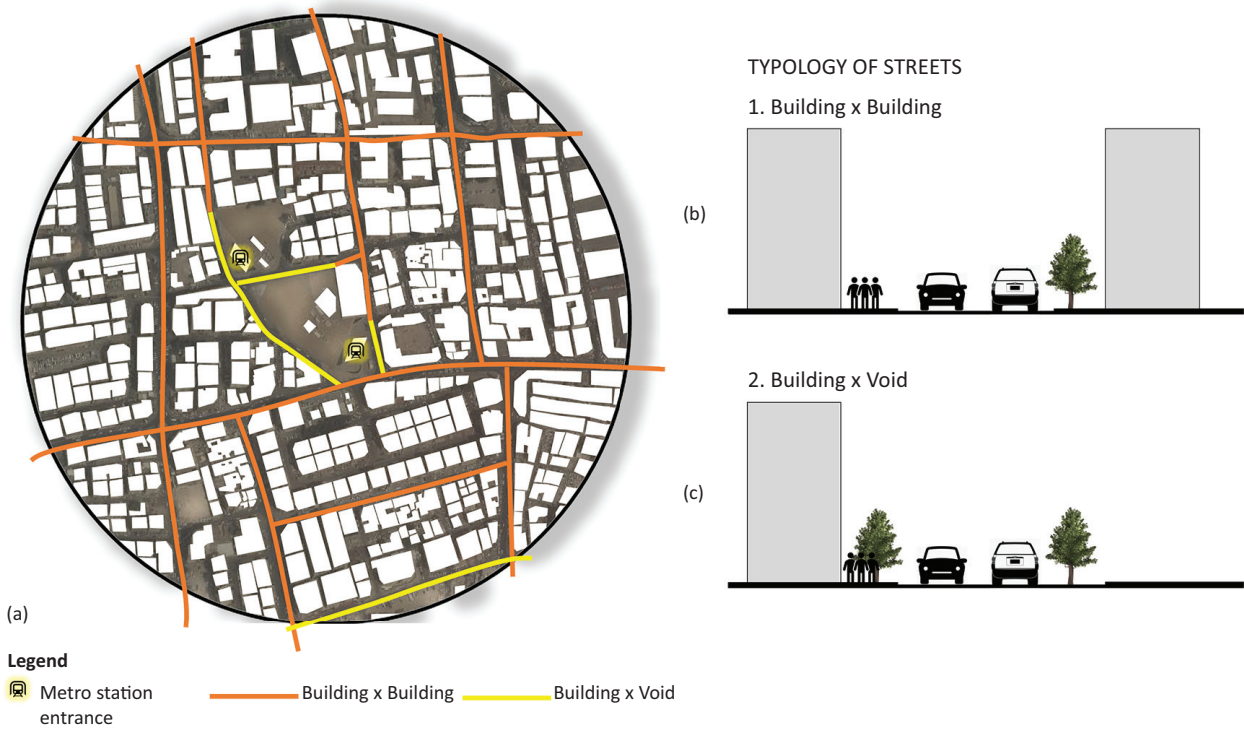 TYPOLOGY OF STREETS
1. Building x Building
(b)
2. Building x Void
(c)
(a)
Legend
Metro station
entrance
Building x Building
Building x Void